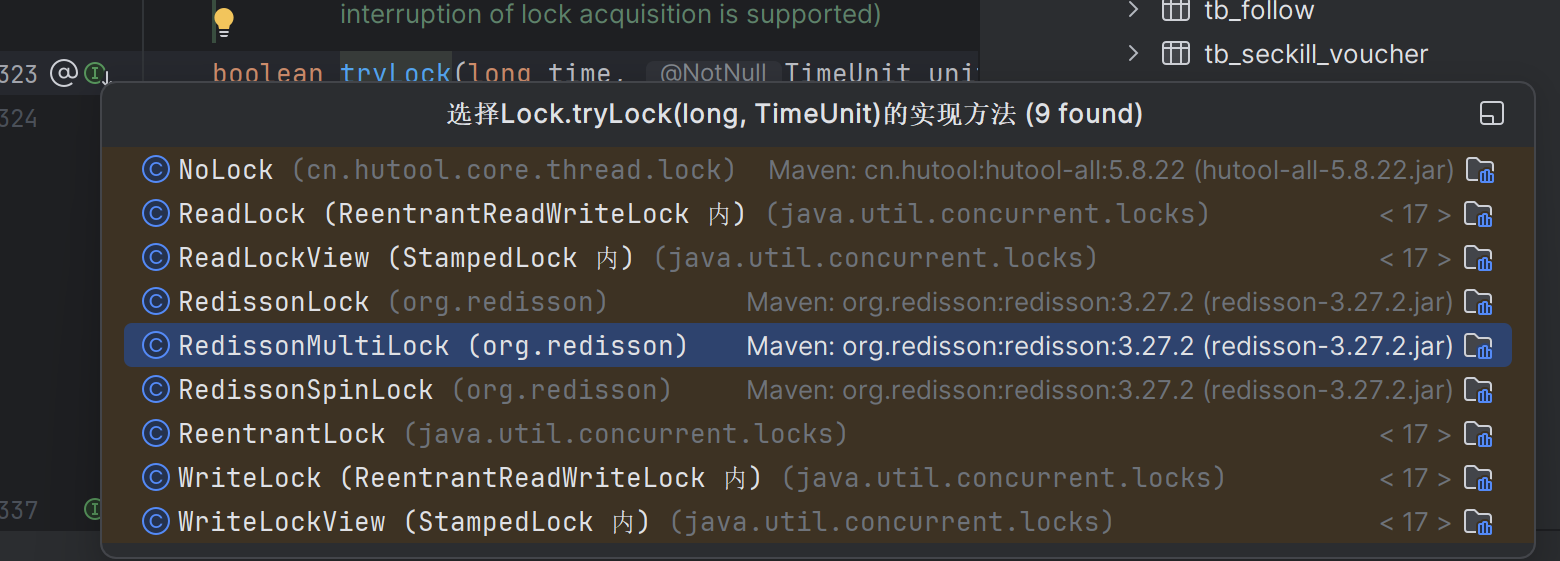 interruption of lock acquisition is supported)
tb_follow
tb_seckill_voucher
323 @ boolean tryLock(long time, @NotNull TimeUnit uni
324
选择Lock.tryLock(long, TimeUnit)的实现方法 (9 found)
NoLock (cn.hutool.core.thread.lock) Maven: cn.hutool:hutool-all:5.8.22 (hutool-all-5.8.22.jar)
ReadLock (ReentrantReadWriteLock 内) (java.util.concurrent.locks) < 17 >
ReadLockView (StampedLock 内) (java.util.concurrent.locks) < 17 >
RedissonLock (org.redisson) Maven: org.redisson:redisson:3.27.2 (redisson-3.27.2.jar)
RedissonMultiLock (org.redisson) Maven: org.redisson:redisson:3.27.2 (redisson-3.27.2.jar)
RedissonSpinLock (org.redisson) Maven: org.redisson:redisson:3.27.2 (redisson-3.27.2.jar)
ReentrantLock (java.util.concurrent.locks) < 17 >
WriteLock (ReentrantReadWriteLock 内) (java.util.concurrent.locks) < 17 >
WriteLockView (StampedLock 内) (java.util.concurrent.locks) < 17 >
337